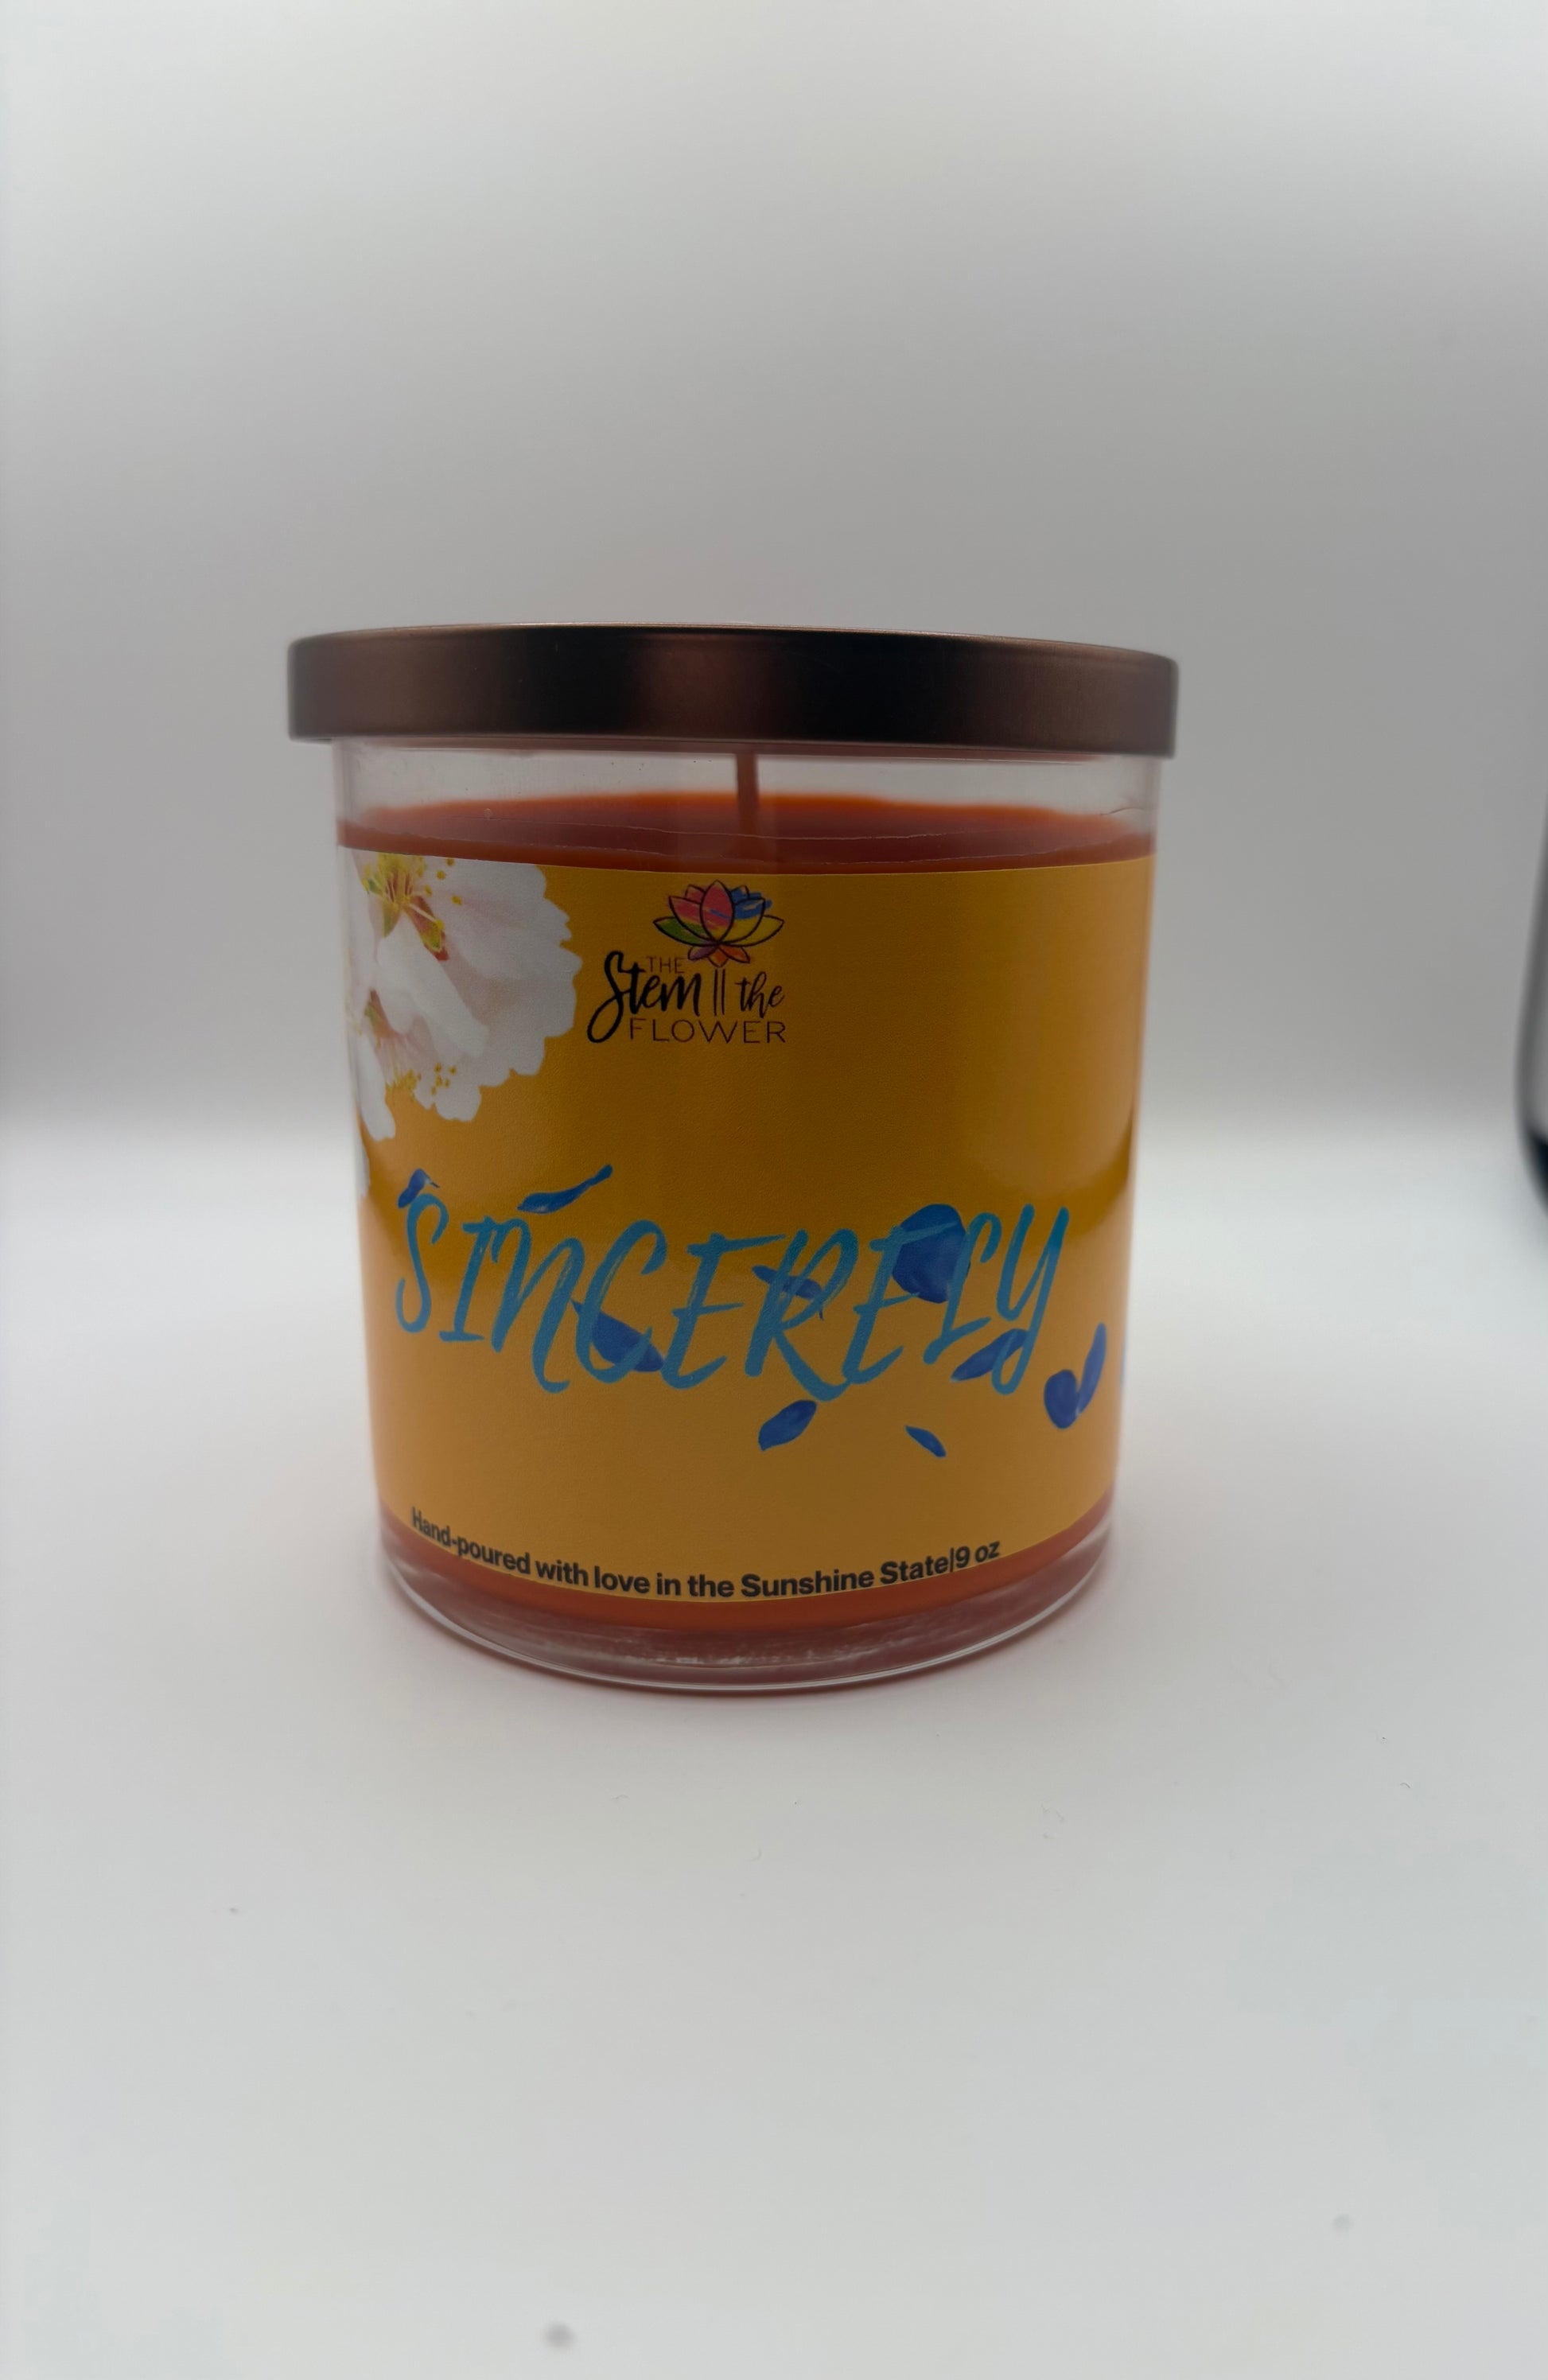 THE
Stem || the
FLOWER
SINCERELY
Hand-poured with love in the Sunshine State|9 oz